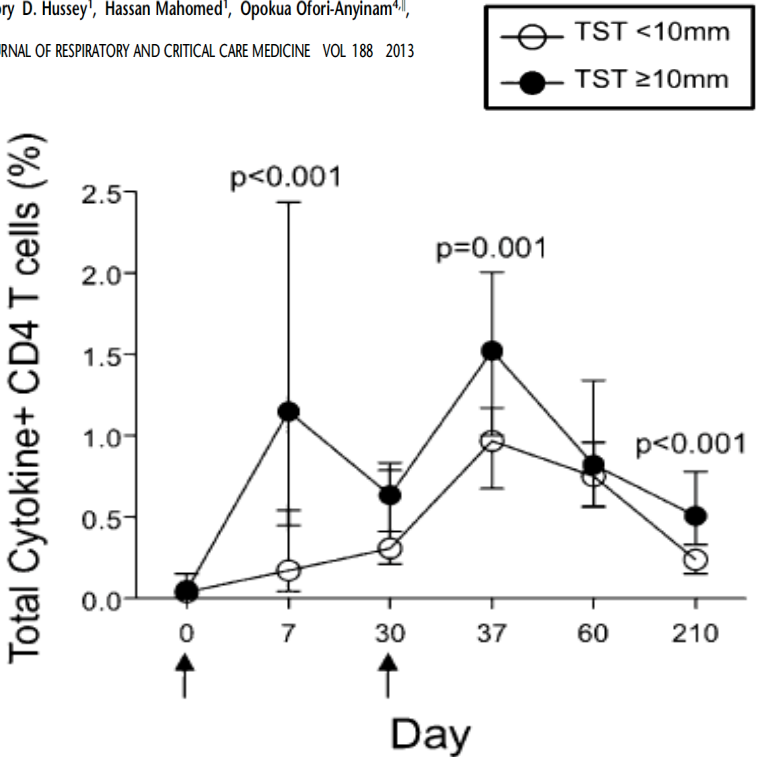 ory D. Hussey¹, Hassan Mahomed¹, Opokua Ofori-Anyinam⁴,‖,
RNAL OF RESPIRATORY AND CRITICAL CARE MEDICINE VOL 188 2013
TST <10mm
TST ≥10mm
Total Cytokine+ CD4 T cells (%)
2.5
2.0
1.5
1.0
0.5
0.0
p<0.001
p=0.001
p<0.001
0 7 30 37 60 210
Day